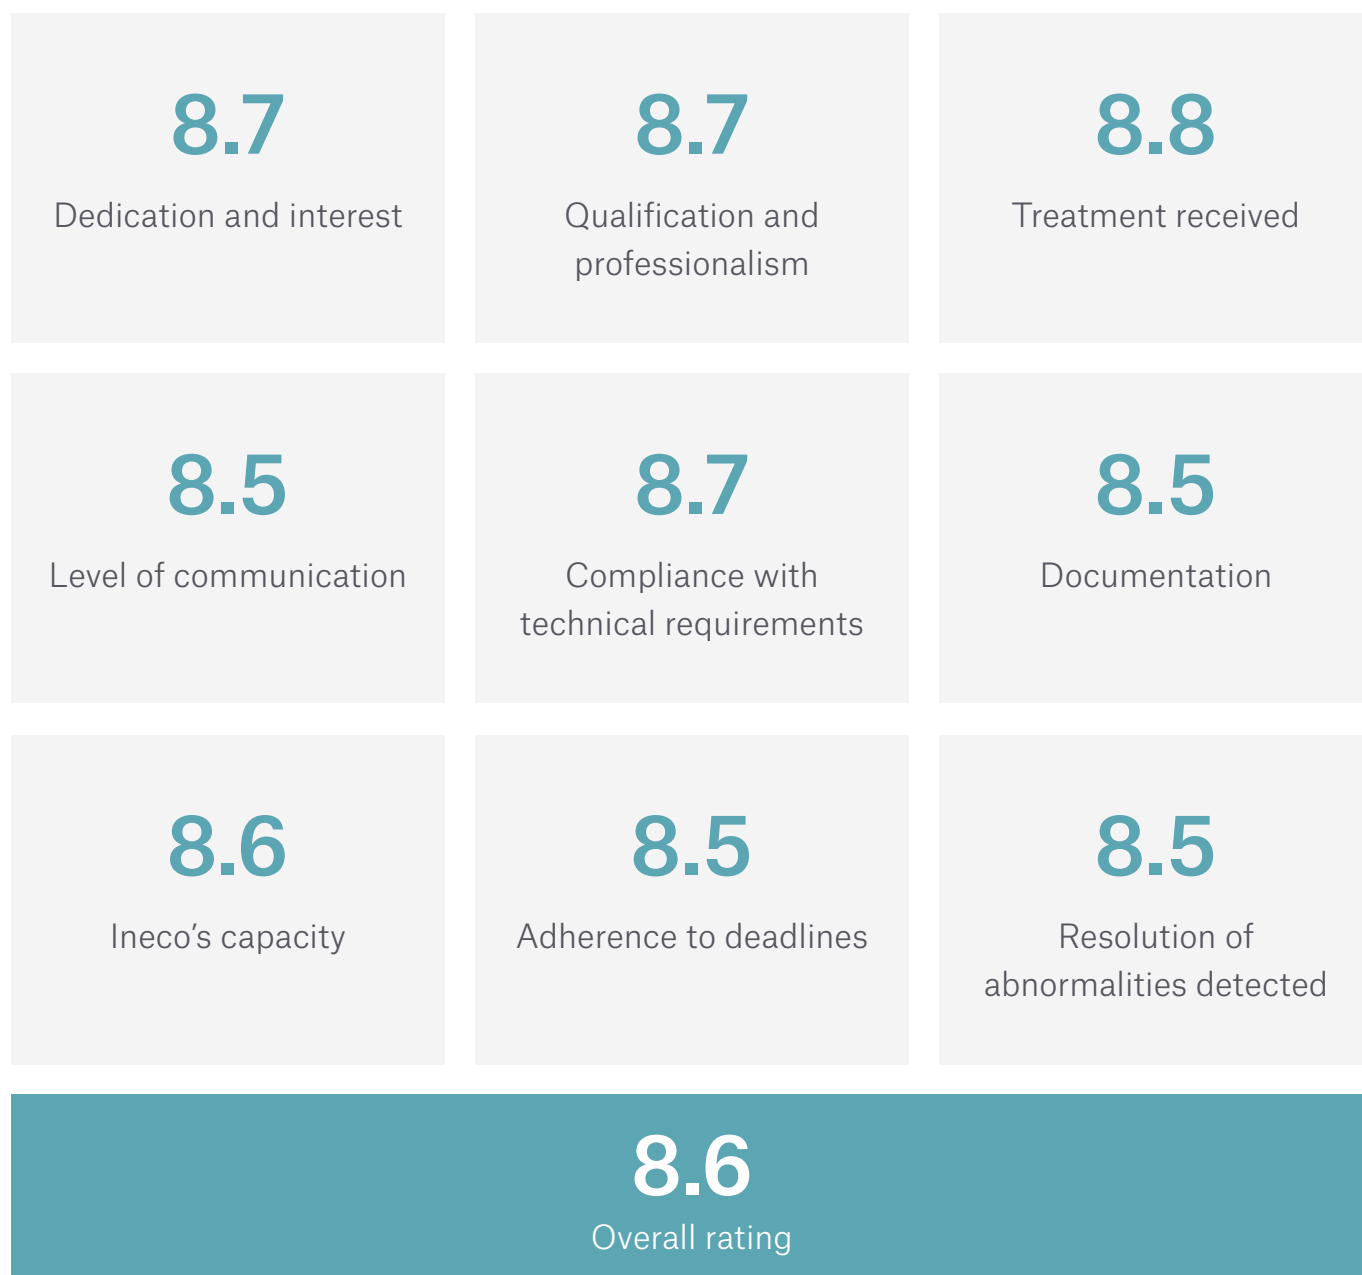 8.7
Dedication and interest
8.7
Qualification and
professionalism
8.8
Treatment received
8.5
Level of communication
8.7
Compliance with
technical requirements
8.5
Documentation
8.6
Ineco’s capacity
8.5
Adherence to deadlines
8.5
Resolution of
abnormalities detected
8.6
Overall rating